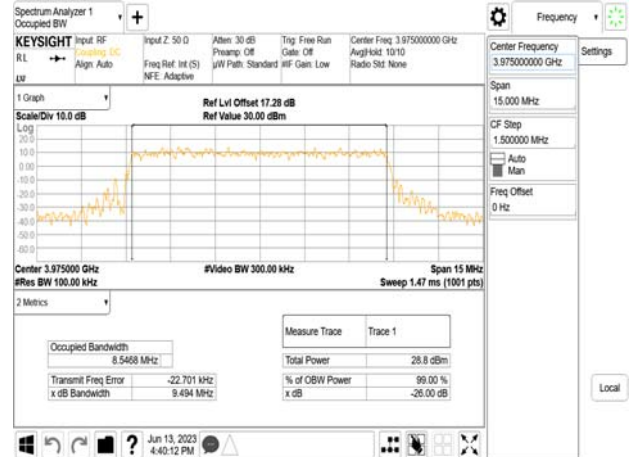 Spectrum Analyzer 1
Occupied BW
+
Frequency
KEYSIGHT
Input: RF
Coupling: DC
Align: Auto
Input Z: 50 Ω
Freq Ref: Int (S)
NFE: Adaptive
Atten: 30 dB
Preamp: Off
µW Path: Standard
Trig: Free Run
Gate: Off
#IF Gain: Low
Center Freq: 3.975000000 GHz
Avg|Hold: 10/10
Radio Std: None
RL
Center Frequency
3.975000000 GHz
Settings
Span
15.000 MHz
CF Step
1.500000 MHz
Auto
Man
Freq Offset
0 Hz
1 Graph
Scale/Div 10.0 dB
Ref Lvl Offset 17.28 dB
Ref Value 30.00 dBm
Log
20.0
10.0
0.00
-10.0
-20.0
-30.0
-40.0
-50.0
-60.0
Center 3.975000 GHz
#Res BW 100.00 kHz
#Video BW 300.00 kHz
Span 15 MHz
Sweep 1.47 ms (1001 pts)
2 Metrics
Measure Trace
Trace 1
Occupied Bandwidth
8.5468 MHz
Total Power
28.8 dBm
Transmit Freq Error
-22.701 kHz
% of OBW Power
99.00 %
x dB Bandwidth
9.494 MHz
x dB
-26.00 dB
Local
?
Jun 13, 2023
4:40:12 PM